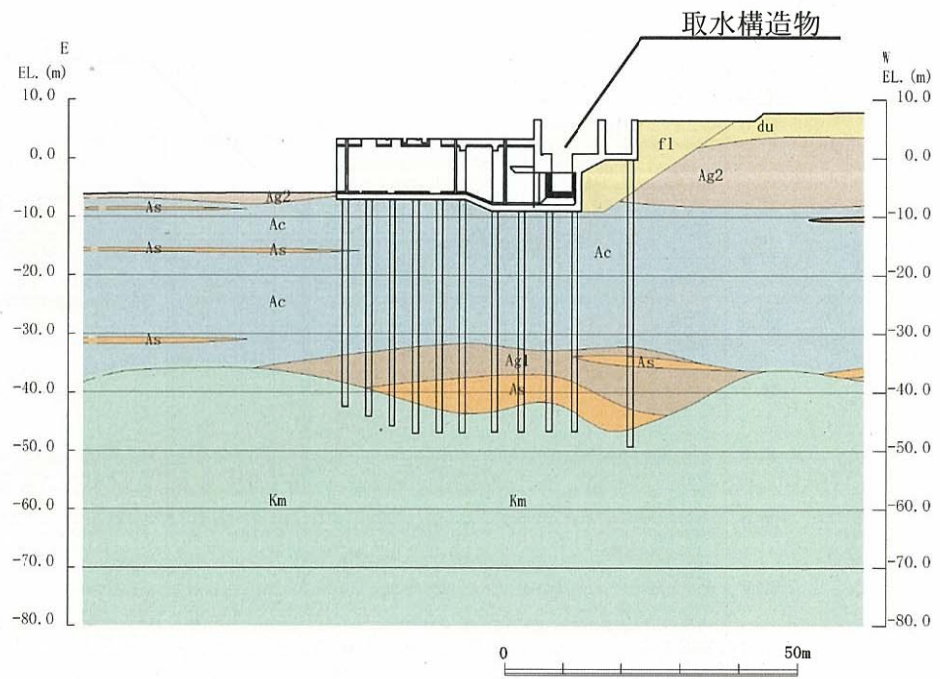 取水構造物
E
EL. (m)
W
EL. (m)
10.0
10.0
du
fl
0.0
0.0
Ag2
Ag2
As
-10.0
-10.0
Ac
As
As
Ac
-20.0
-20.0
Ac
-30.0
-30.0
As
Ag1
As
-40.0
-40.0
As
-50.0
-50.0
Km
Km
-60.0
-60.0
-70.0
-70.0
-80.0
-80.0
0
50m